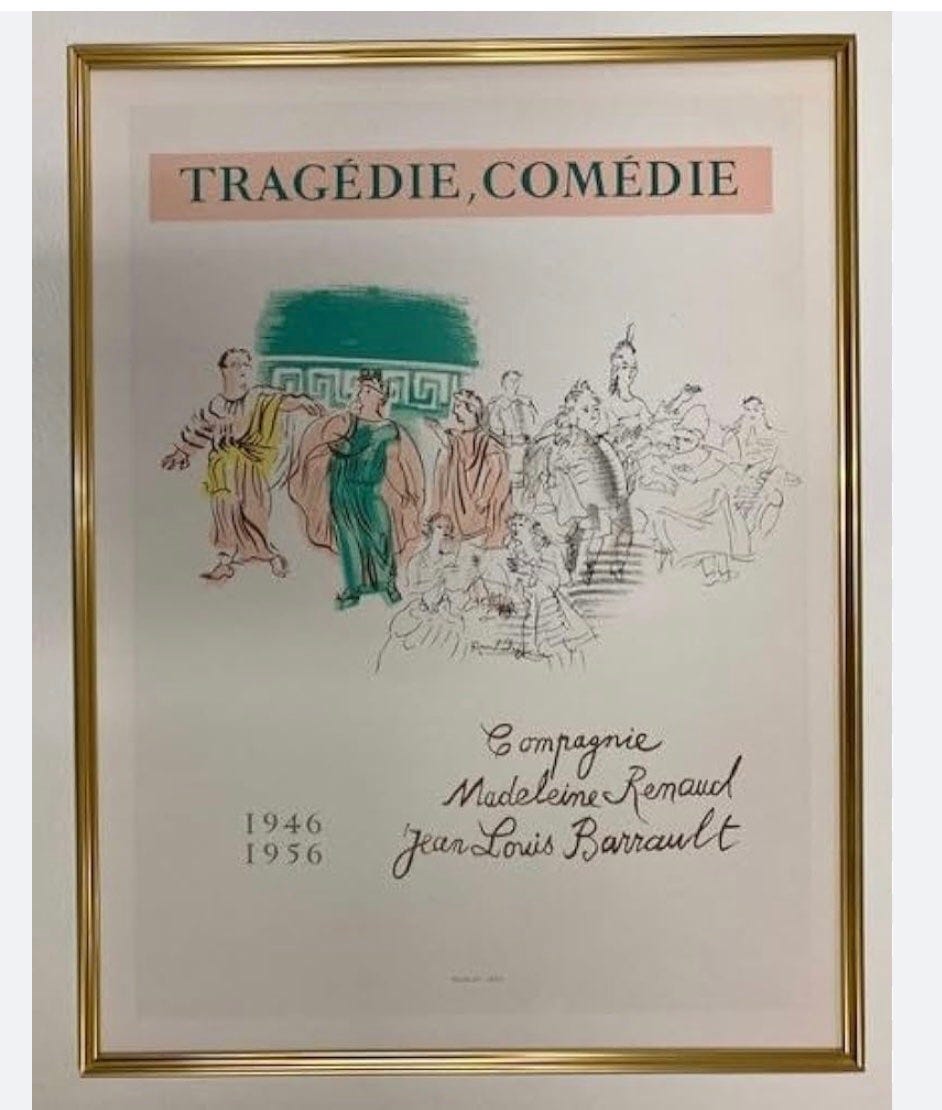 TRAGÉDIE, COMÉDIE
Compagnie
Madeleine Renaud
Jean Louis Barrault
1946
1956